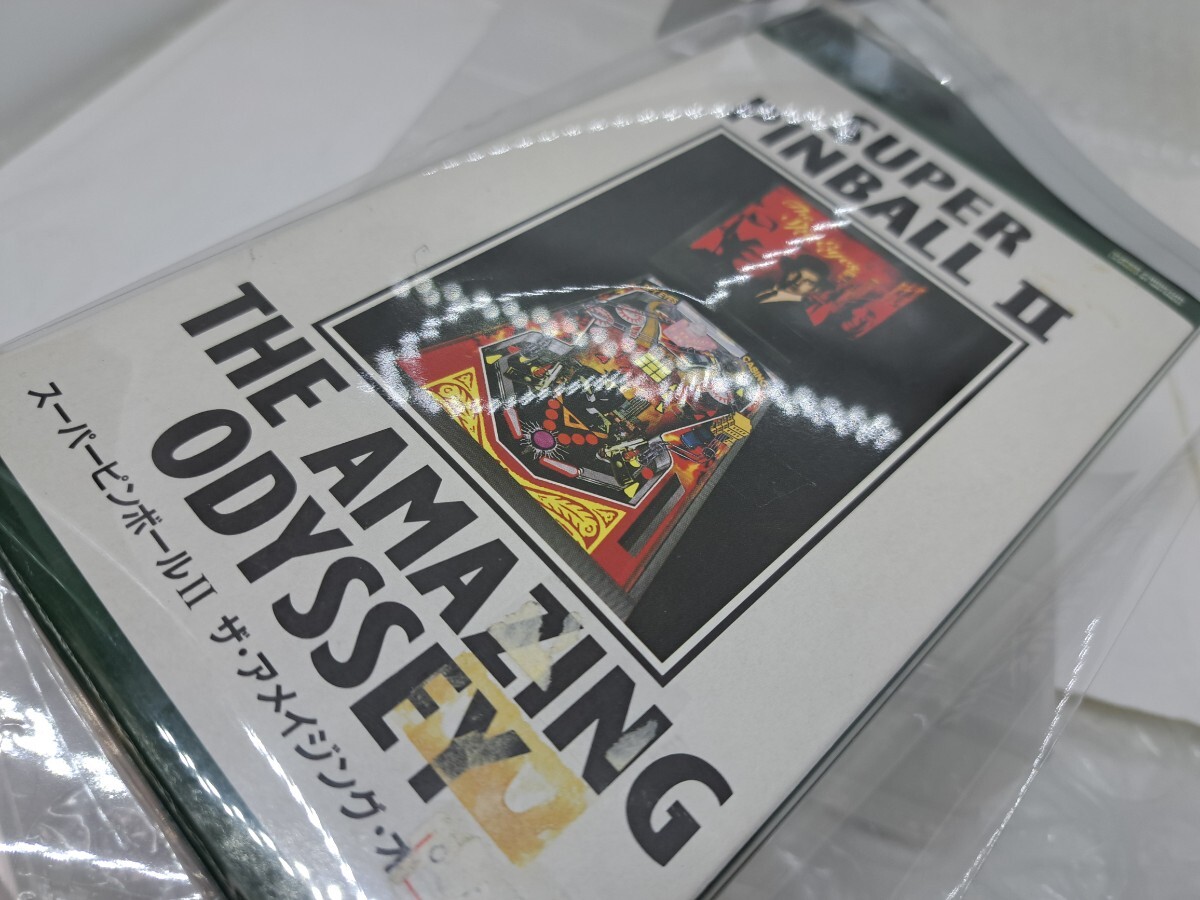 SUPER
PINBALL II
THE AMAZING
ODYSSEY
スーパーピンボールII ザ・アメイジング・オ